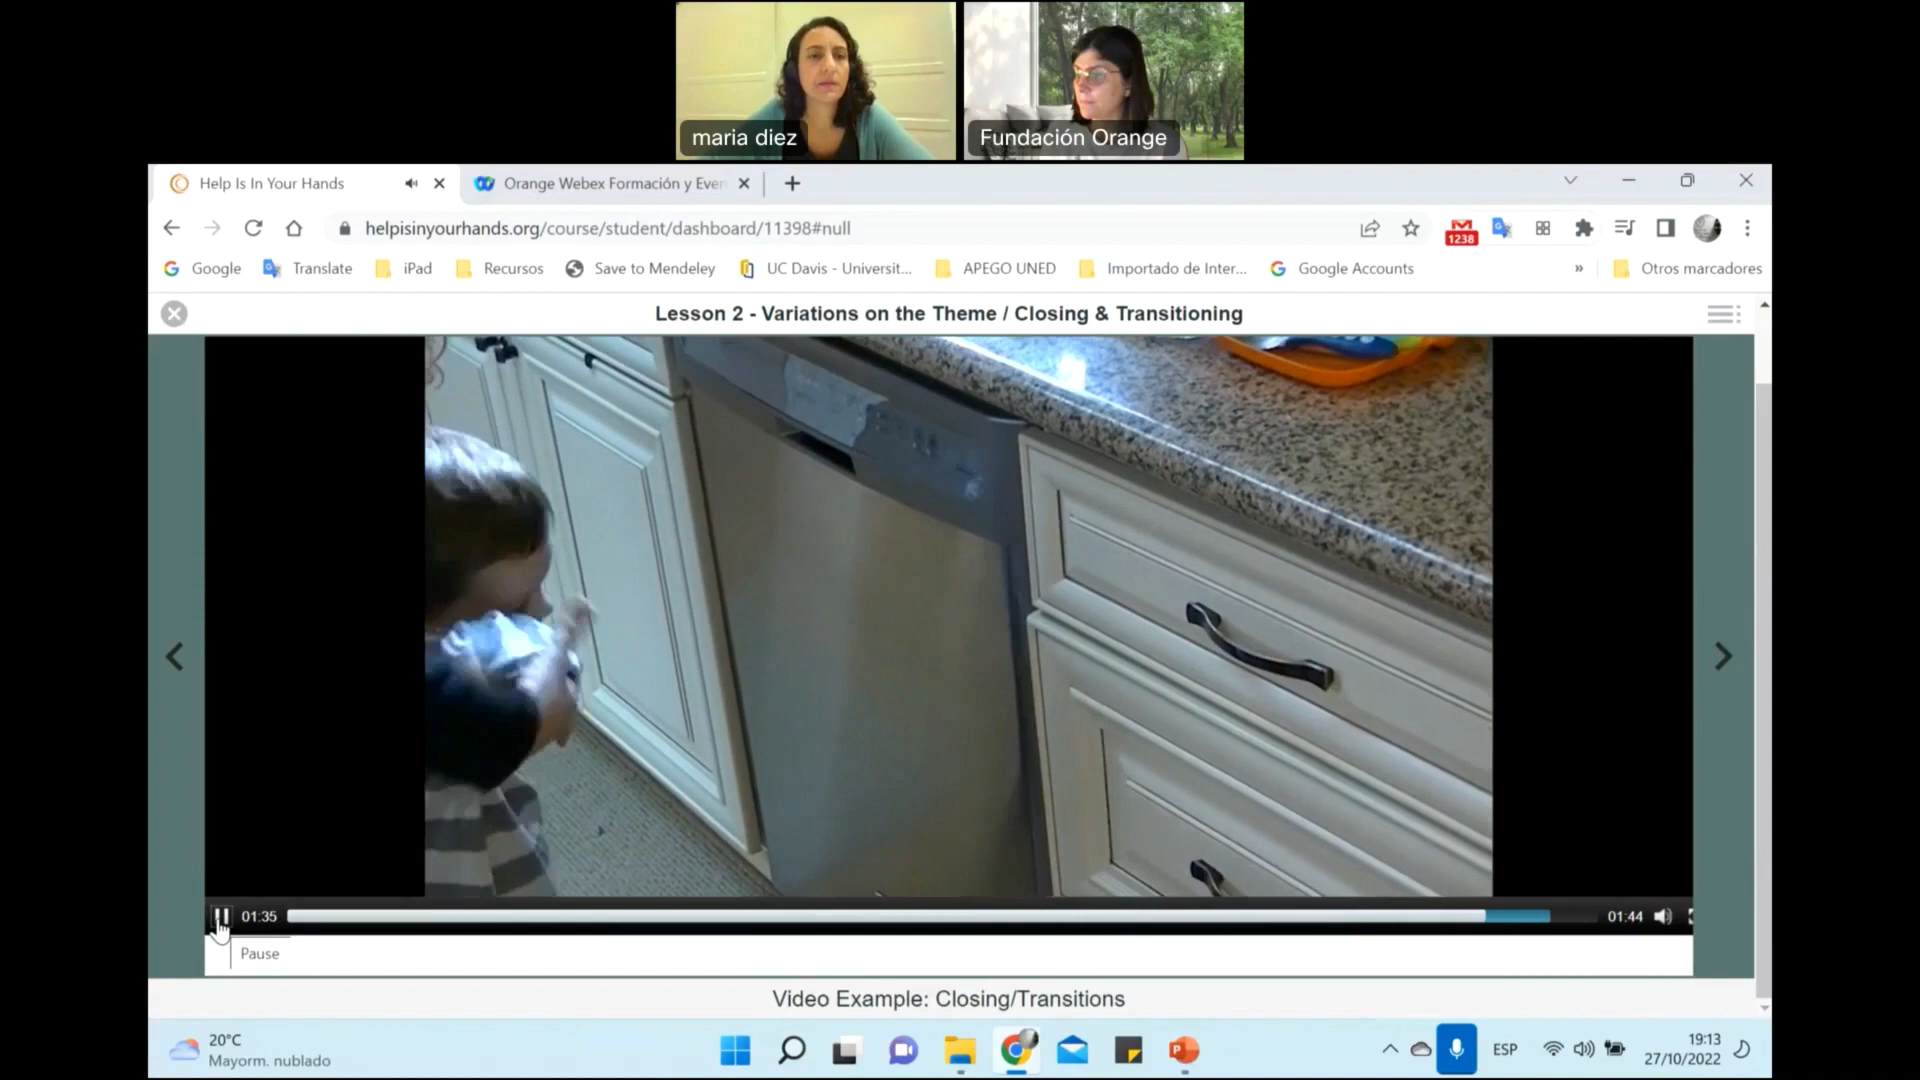 maria diez
Fundación Orange
Help Is In Your Hands
Orange Webex Formación y Even
helpisinyourhands.org/course/student/dashboard/11398#null
1238
Google
Translate
iPad
Recursos
Save to Mendeley
UC Davis - Universit...
APEGO UNED
Importado de Inter...
Google Accounts
»
Otros marcadores
Lesson 2 - Variations on the Theme / Closing & Transitioning
01:35
01:44
Pause
Video Example: Closing/Transitions
20°C
Mayorm. nublado
ESP
19:13
27/10/2022